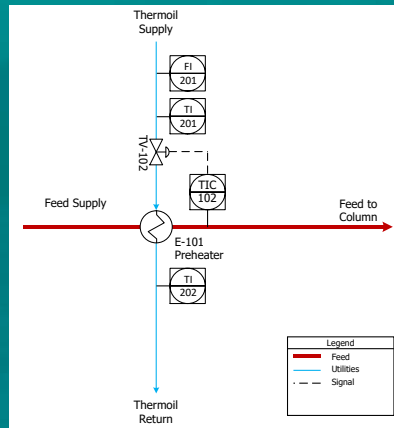 Thermoil
Supply
FI
201
TI
201
TV-102
TIC
102
Feed Supply
Feed to
Column
E-101
Preheater
TI
202
Legend
Feed
Utilities
Signal
Thermoil
Return